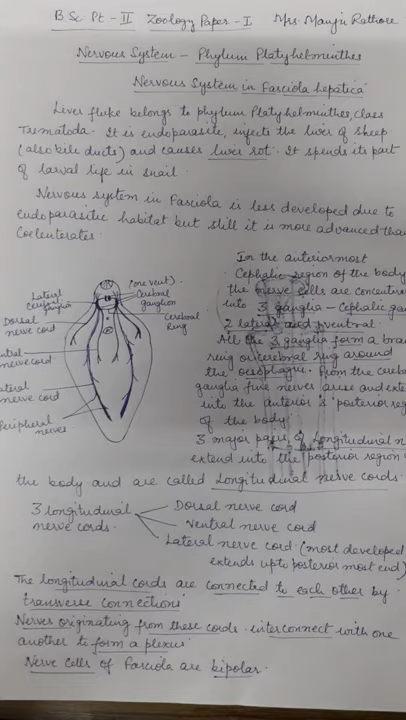 B Sc. Pt - II Zoology Paper - I Mrs. Manju Rathore
Nervous System - Phylum Platyhelminthes
Nervous System in Fasciola hepatica
Liver fluke belongs to phylum Platyhelminthes, class
Trematoda. It is endoparasite, infects the liver of sheep
(also bile ducts) and causes liver rot. It spends its part
of larval life in snail.
Nervous system in Fasciola is less developed due to
endoparasitic habitat but still it is more advanced than
Coelenterates.
Lateral
cerebral
ganglion
Dorsal
nerve cord
nerve cord
nerve cord
Peripheral
nerves
(one vent).
Cerebral
ganglion
Cerebral
Ring
In the anteriormost
Cephalic region of the body
the nerve cells are
into 3 ganglia - Cephalic
2 lateral and 1 ventral.
All the 3 ganglia form a
ring or cerebral ring around
the oesophagus. From the
ganglia fine nerves arise and
into the anterior & posterior
of the body.
3 major pairs of longitudinal
extend into the posterior region
the body and are called Longitudinal nerve cords.
3 longitudinal
nerve cords.
Dorsal nerve cord
Ventral nerve cord
Lateral nerve cord (most developed
extends upto posterior most end)
The longitudinal cords are connected to each other by
transverse connections
Nerves originating from these cords interconnect with one
another to form a plexus.
Nerve cells of Fasciola are bipolar.